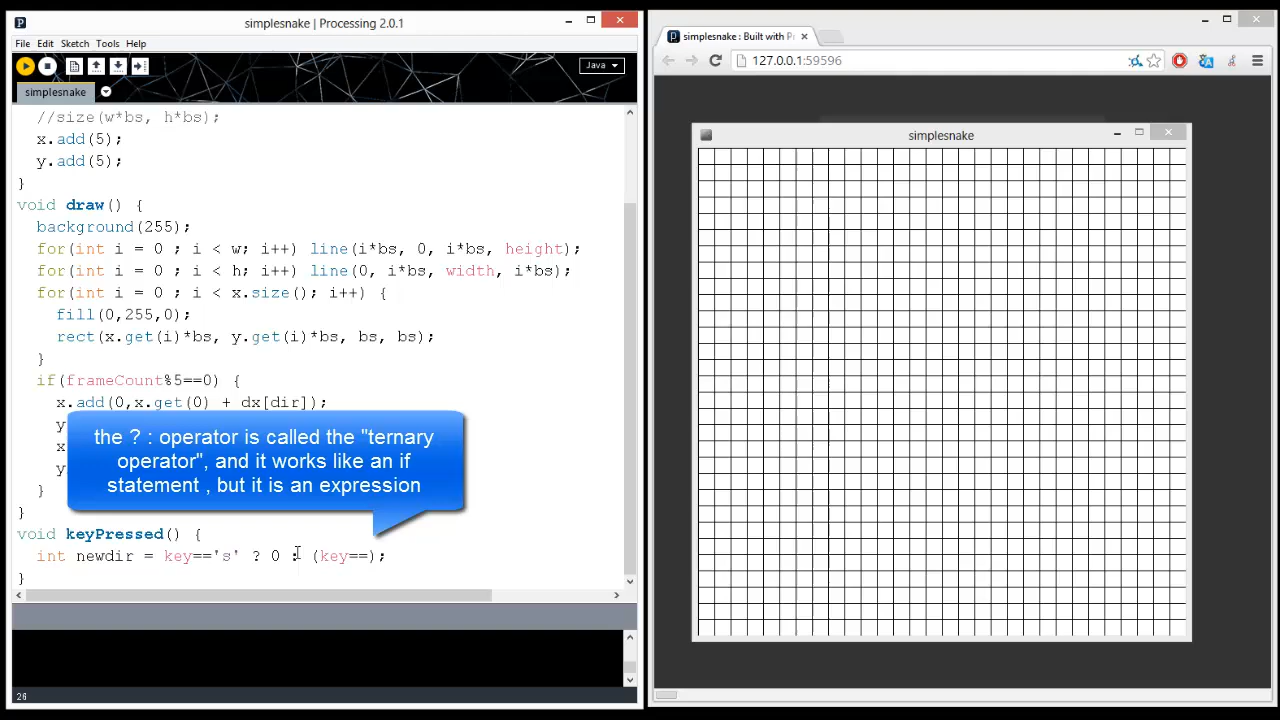 simplesnake | Processing 2.0.1
File Edit Sketch Tools Help
Java
simplesnake
//size(w*bs, h*bs);
x.add(5);
y.add(5);
}
void draw() {
background(255);
for(int i = 0 ; i < w; i++) line(i*bs, 0, i*bs, height);
for(int i = 0 ; i < h; i++) line(0, i*bs, width, i*bs);
for(int i = 0 ; i < x.size(); i++) {
fill(0,255,0);
rect(x.get(i)*bs, y.get(i)*bs, bs, bs);
}
if(frameCount%5==0) {
x.add(0,x.get(0) + dx[dir]);
y
x
y
the ? : operator is called the "ternary
operator", and it works like an if
statement , but it is an expression
}
}
void keyPressed() {
int newdir = key=='s' ? 0 : (key==);
}
26
simplesnake : Built with P
127.0.0.1:59596
simplesnake